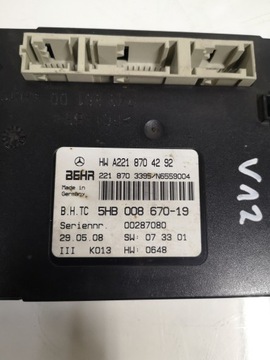 HW A221 870 42 92
BEHR 221 870 3395/N6559004
Made in
Germany
B.H.TC 5HB 008 670-19
Seriennr. 00287080
29.05.08 SW: 07 33 01
III K013 HW: 0648
V12